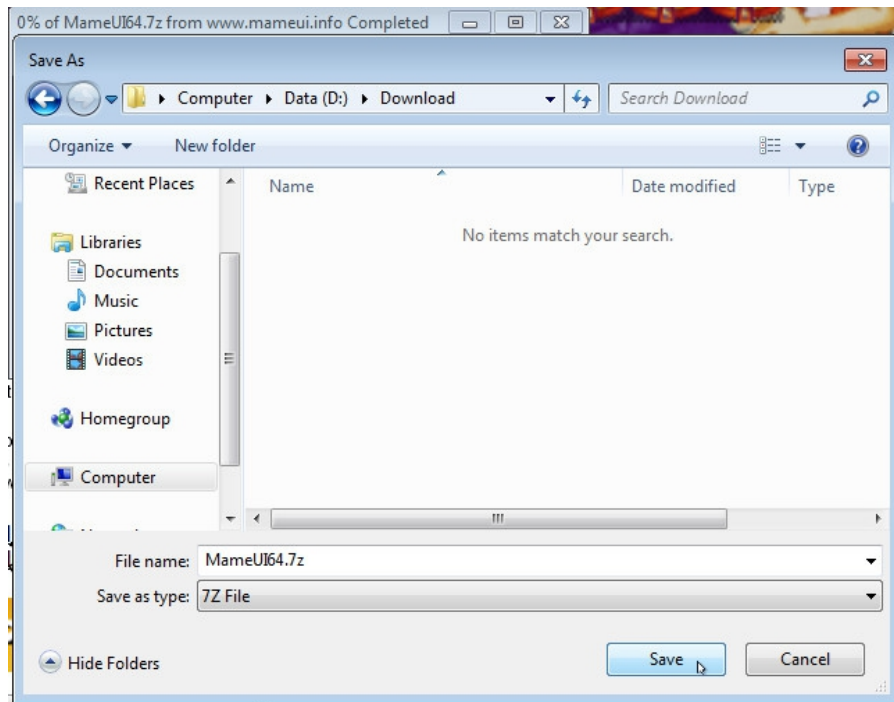 0% of MameUI64.7z from www.mameui.info Completed
Save As
Computer Data (D:) Download Search Download
Organize New folder
Name Date modified Type
Recent Places
No items match your search.
Libraries
Documents
Music
Pictures
Videos
Homegroup
Computer
File name: MameUI64.7z
Save as type: 7Z File
Hide Folders Save Cancel